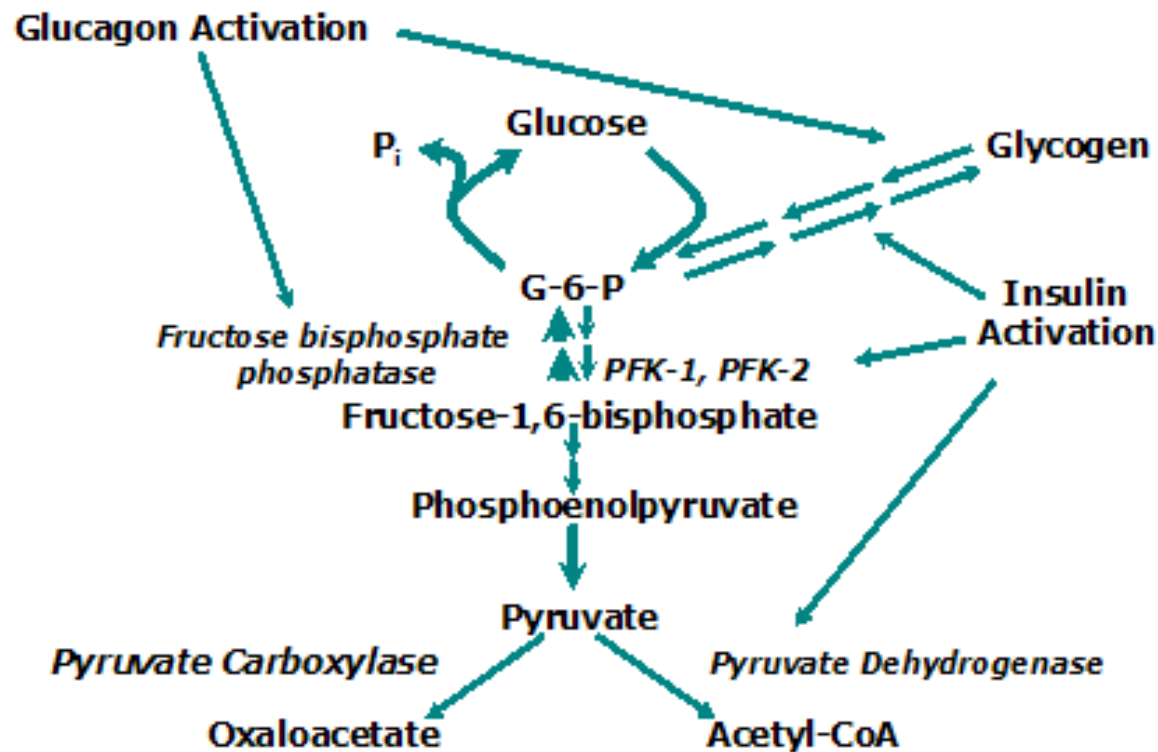 Glucagon Activation
Glucose
Pi
Glycogen
G-6-P
Insulin
Activation
Fructose bisphosphate
phosphatase
PFK-1, PFK-2
Fructose-1,6-bisphosphate
Phosphoenolpyruvate
Pyruvate
Pyruvate Carboxylase
Pyruvate Dehydrogenase
Oxaloacetate
Acetyl-CoA